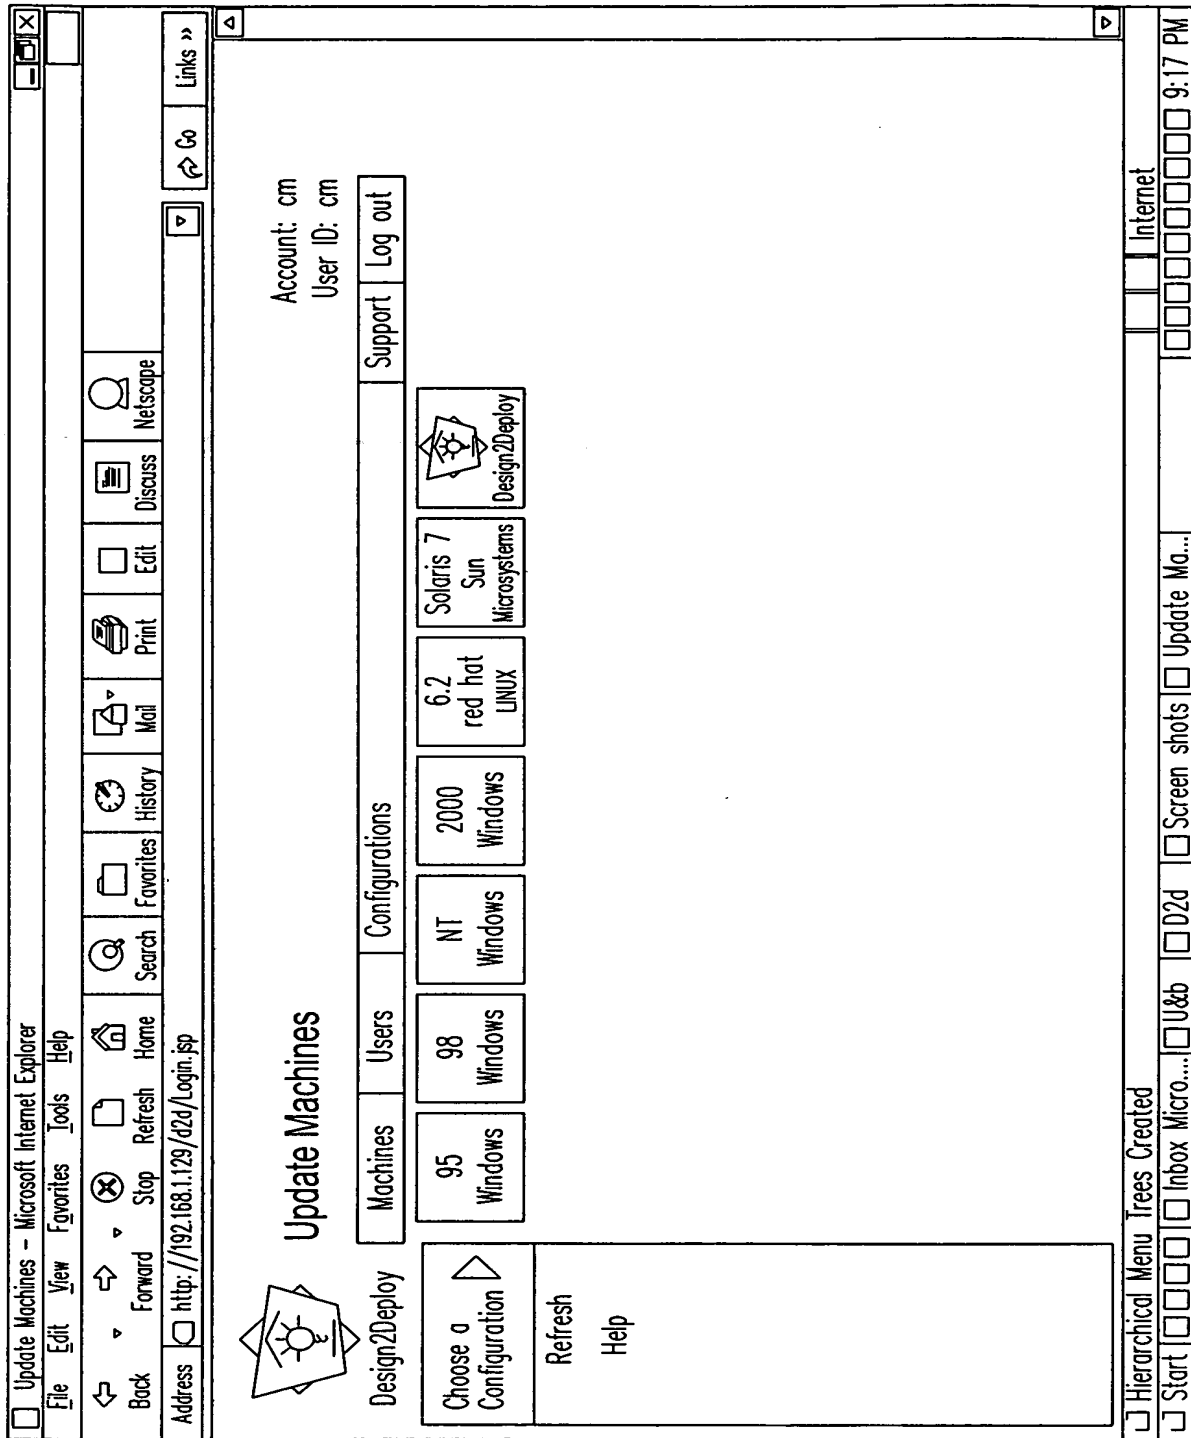 Update Machines – Microsoft Internet Explorer
File Edit View Favorites Tools Help
Back Forward Stop Refresh Home Search Favorites History Mail Print Edit Discuss Netscape
Address http: //192.168.1.129/d2d/Login.jsp Go Links »
Design2Deploy
Update Machines
Account: cm
User ID: cm
Machines Users Configurations Support Log out
Choose a
Configuration
Refresh
Help
95
Windows
98
Windows
NT
Windows
2000
Windows
6.2
red hat
LINUX
Solaris 7
Sun
Microsystems
Design2Deploy
Hierarchical Menu Trees Created Internet
Start Inbox Micro.... U&b D2d Screen shots Update Ma... 9:17 PM